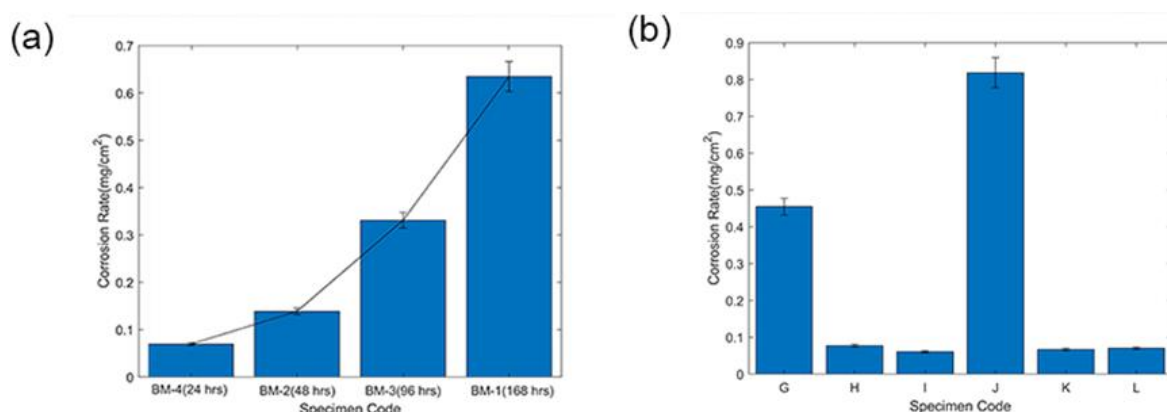 (a)
0.7
0.6
0.5
0.4
0.3
0.2
0.1
0
Corrosion Rate(mg/cm²)
BM-4(24 hrs) BM-2(48 hrs) BM-3(96 hrs) BM-1(168 hrs)
Specimen Code
(b)
0.9
0.8
0.7
0.6
0.5
0.4
0.3
0.2
0.1
0
Corrosion Rate(mg/cm²)
G H I J K L
Specimen Code